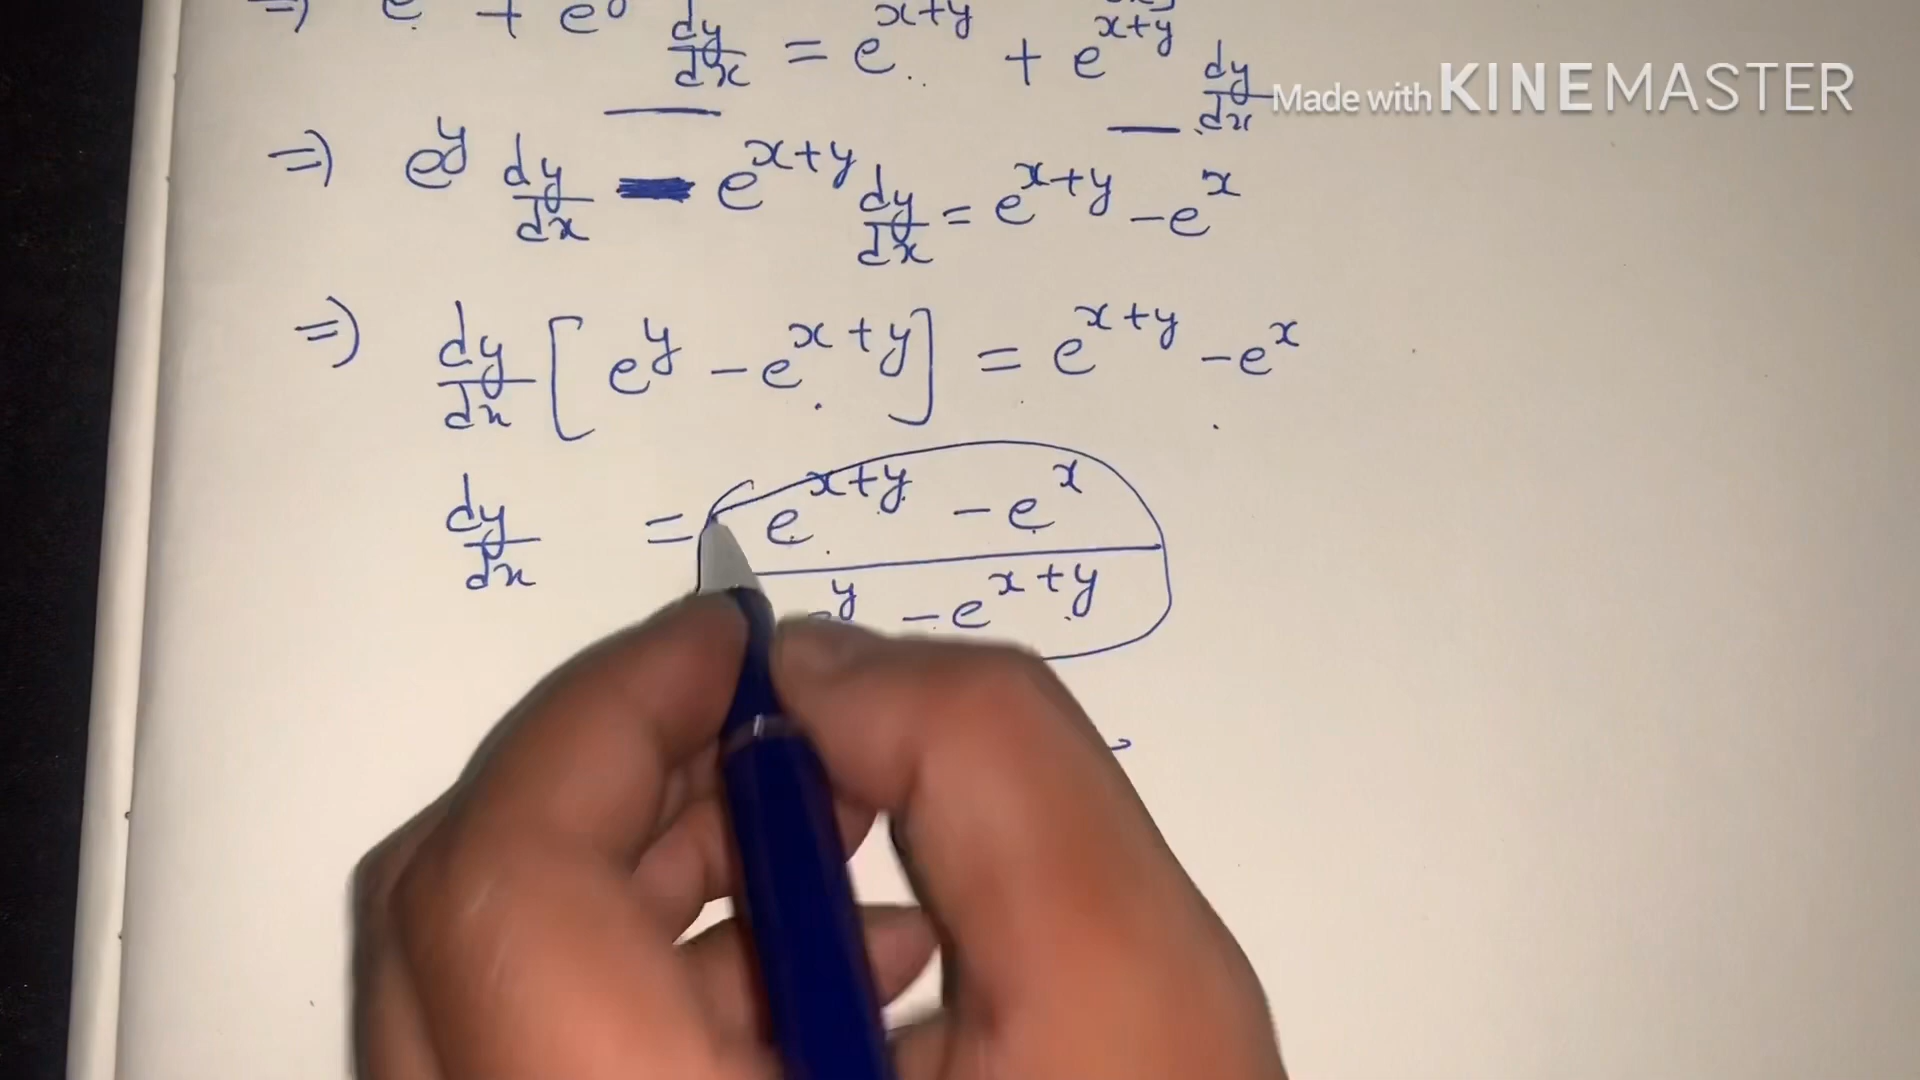 ⇒ e + e dy/dx = e^{x+y} + e^{x+y} dy/dx
Made with KINEMASTER
⇒ e^y dy/dx - e^{x+y} dy/dx = e^{x+y} - e^x
⇒ dy/dx [e^y - e^{x+y}] = e^{x+y} - e^x
dy/dx = (e^{x+y} - e^x)/(^y - e^{x+y})